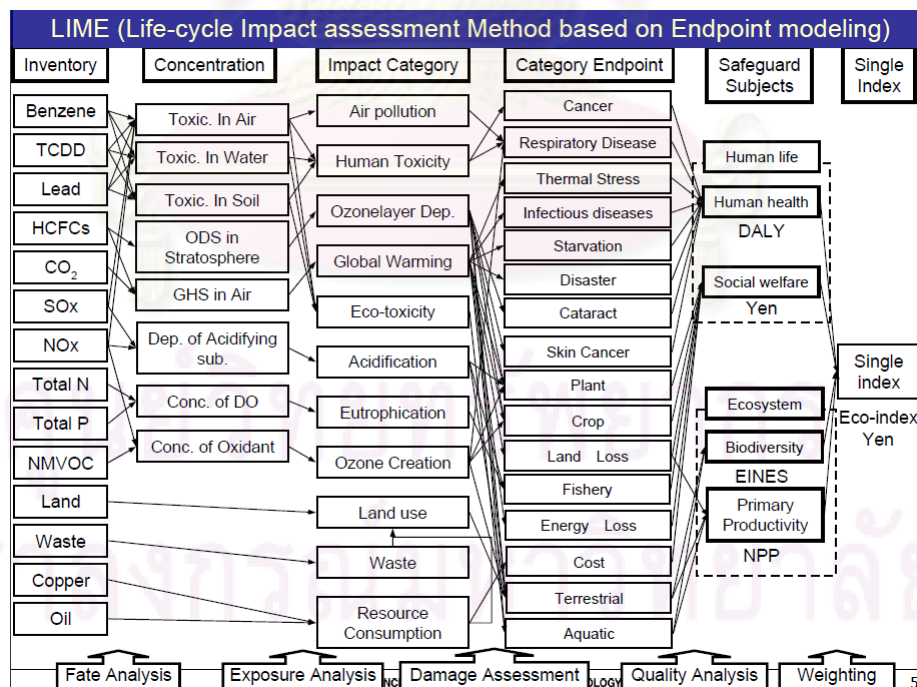 LIME (Life-cycle Impact assessment Method based on Endpoint modeling)
Inventory
Concentration
Impact Category
Category Endpoint
Safeguard
Subjects
Single
Index
Benzene
TCDD
Lead
HCFCs
CO2
SOx
NOx
Total N
Total P
NMVOC
Land
Waste
Copper
Oil
Toxic. In Air
Toxic. In Water
Toxic. In Soil
ODS in
Stratosphere
GHS in Air
Dep. of Acidifying
sub.
Conc. of DO
Conc. of Oxidant
Air pollution
Human Toxicity
Ozonelayer Dep.
Global Warming
Eco-toxicity
Acidification
Eutrophication
Ozone Creation
Land use
Waste
Resource
Consumption
Cancer
Respiratory Disease
Thermal Stress
Infectious diseases
Starvation
Disaster
Cataract
Skin Cancer
Plant
Crop
Land Loss
Fishery
Energy Loss
Cost
Terrestrial
Aquatic
Human life
Human health
DALY
Social welfare
Yen
Ecosystem
Biodiversity
EINES
Primary
Productivity
NPP
Single
index
Eco-index
Yen
Fate Analysis
Exposure Analysis
Damage Assessment
Quality Analysis
Weighting
5